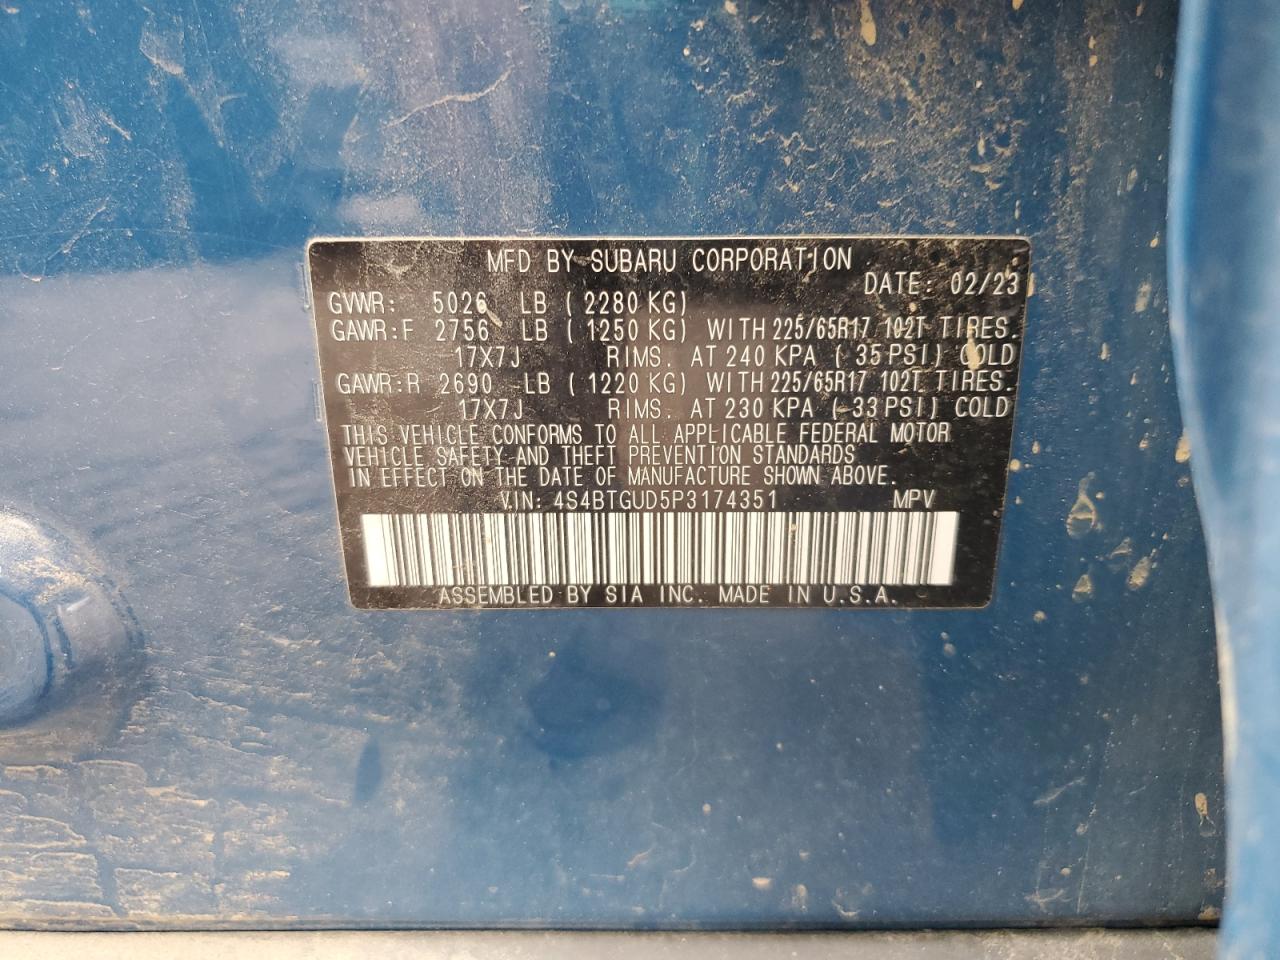 MFD BY SUBARU CORPORATION
DATE: 02/23
GVWR: 5026 LB ( 2280 KG)
GAWR:F 2756 LB ( 1250 KG) WITH 225/65R17 102T TIRES.
17X7J RIMS. AT 240 KPA ( 35 PSI) COLD
GAWR:R 2690 LB ( 1220 KG) WITH 225/65R17 102T TIRES.
17X7J RIMS. AT 230 KPA ( 33 PSI) COLD
THIS VEHICLE CONFORMS TO ALL APPLICABLE FEDERAL MOTOR
VEHICLE SAFETY AND THEFT PREVENTION STANDARDS
IN EFFECT ON THE DATE OF MANUFACTURE SHOWN ABOVE.
V.IN: 4S4BTGUD5P3174351 MPV
ASSEMBLED BY SIA INC. MADE IN U.S.A.